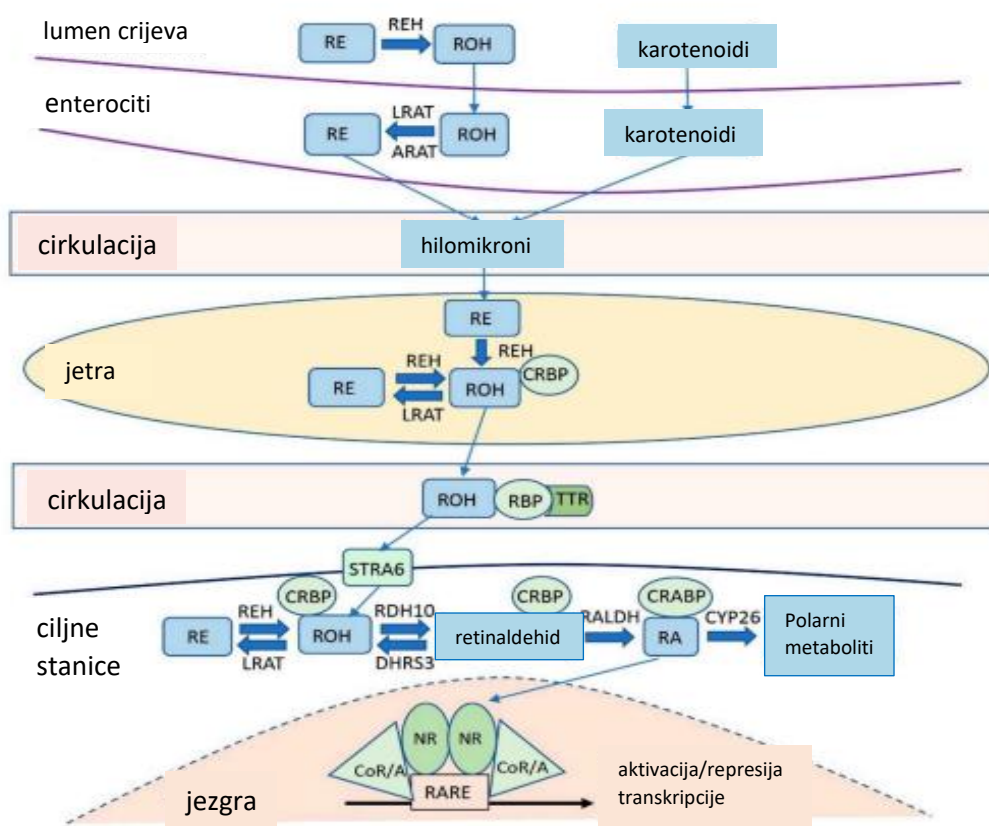 lumen crijeva
RE
REH
ROH
karotenoidi
enterociti
RE
LRAT
ARAT
ROH
karotenoidi
cirkulacija
hilomikroni
jetra
RE
REH
RE
REH
LRAT
ROH
CRBP
cirkulacija
ROH
RBP
TTR
STRA6
ciljne
stanice
RE
REH
LRAT
CRBP
ROH
RDH10
DHRS3
CRBP
retinaldehid
RALDH
CRABP
RA
CYP26
Polarni
metaboliti
jezgra
CoR/A
NR
NR
CoR/A
RARE
aktivacija/represija
transkripcije